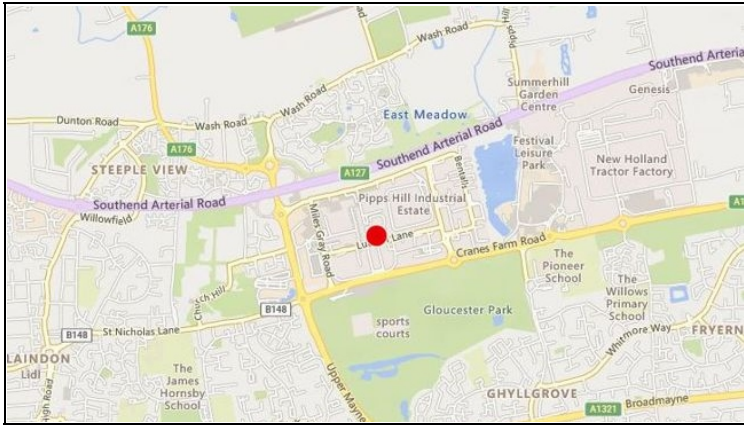 A176
Wash Road
Pipps Hill
Southend Arterial
Summerhill
Garden
Centre
Genesis
Wash Road
East Meadow
Dunton Road
Wash Road
A176
Southend Arterial Road
Festival
Leisure
Park
New Holland
Tractor Factory
STEEPLE VIEW
A127
Bentalls
Southend Arterial Road
Willowfield
Pipps Hill Industrial
Estate
Miles Gray Road
Lane
Cranes Farm Road
The
Pioneer
School
The
Willows
Primary
School
Church Hill
B148
Gloucester Park
B148
St Nicholas Lane
sports
courts
Whitmore Way
FRYERN
LAINDON
Lidl
High Road
The
James
Hornsby
School
Upper Mayne
GHYLLGROVE
A1321
Broadmayne